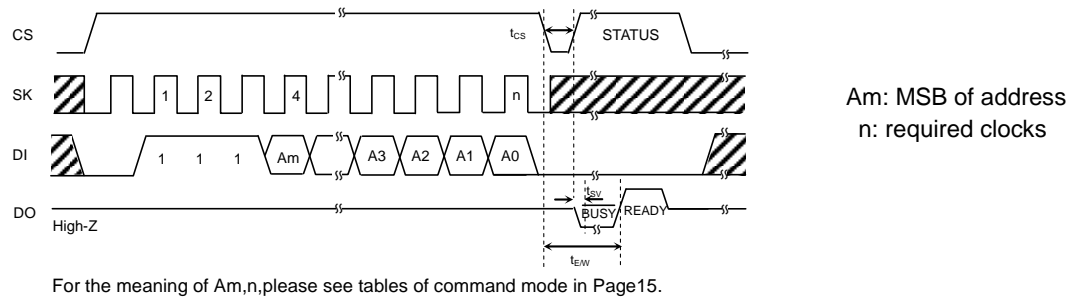 CS
tCS
STATUS
SK
1 2 4 n
Am: MSB of address
n: required clocks
DI
1 1 1 Am A3 A2 A1 A0
tSV
DO
BUSY READY
High-Z
tE/W
For the meaning of Am,n,please see tables of command mode in Page15.